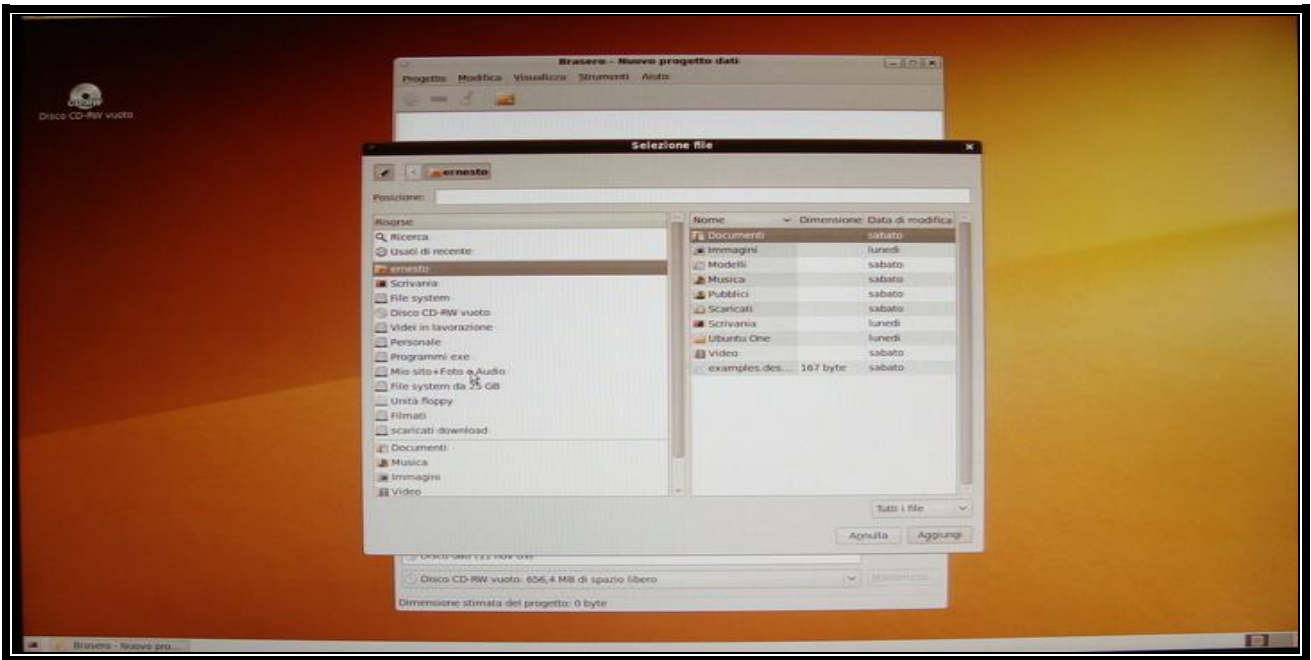 Brasero - Nuovo progetto dati
Progetto Modifica Visualizza Strumenti Aiuto
Disco CD-RW vuoto
Selezione file
ernesto
Posizione:
Risorse
Ricerca
Usati di recente
ernesto
Scrivania
File system
Disco CD-RW vuoto
Videi in lavorazione
Personale
Programmi exe
Mio sito+Foto e Audio
File system da 25 GB
Unità floppy
Filmati
scaricati download
Documenti
Musica
Immagini
Video
Nome Dimensione Data di modifica
Documenti sabato
Immagini lunedì
Modelli sabato
Musica sabato
Pubblici sabato
Scaricati sabato
Scrivania lunedì
Ubuntu One lunedì
Video sabato
examples.des... 167 byte sabato
Tutti i file
Annulla Aggiungi
Disco CD-RW vuoto: 656,4 MB di spazio libero
Dimensione stimata del progetto: 0 byte
Brasero - Nuovo pro...